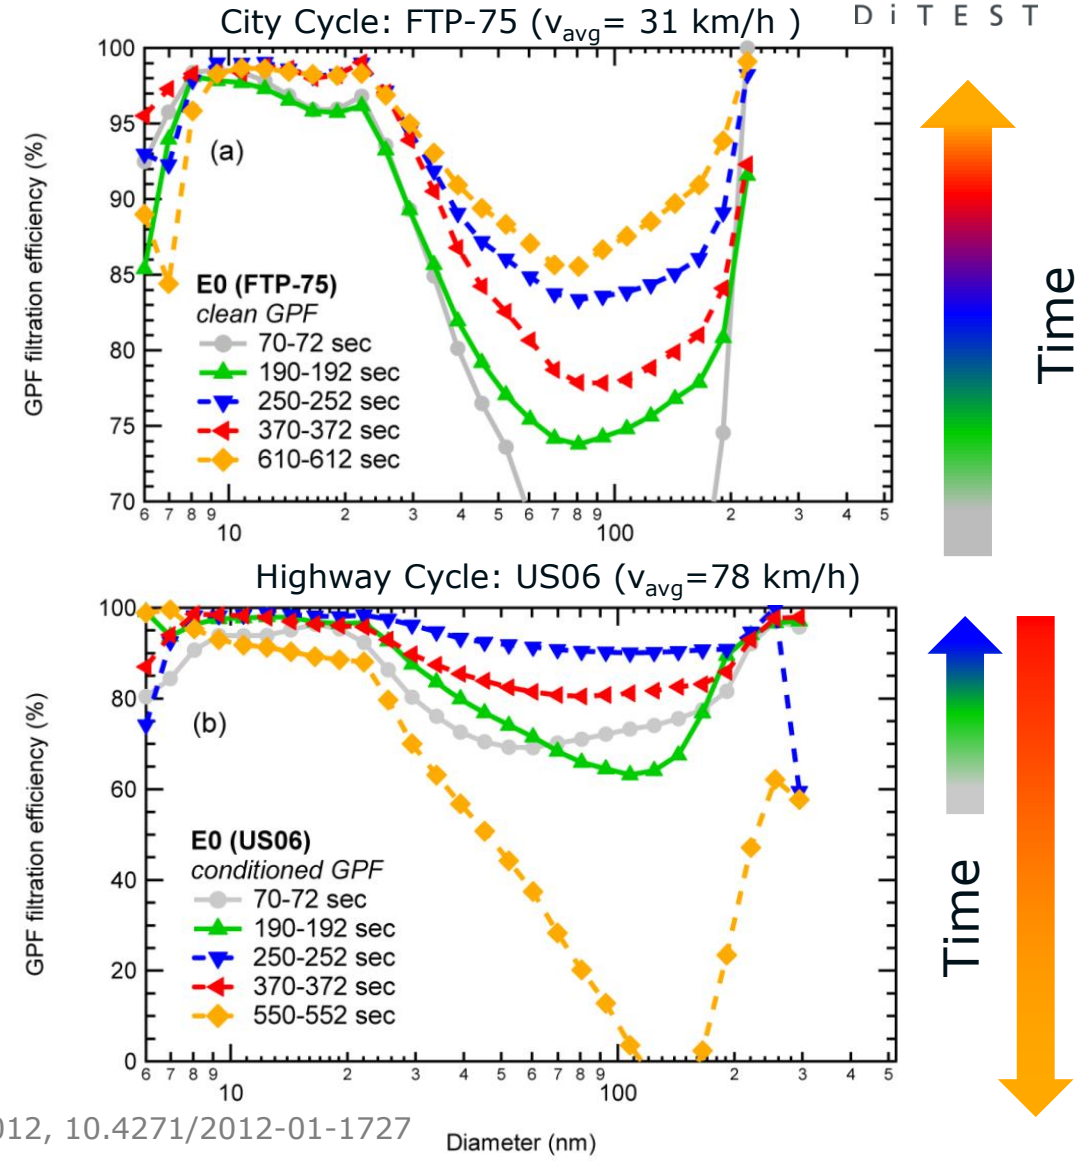 City Cycle: FTP-75 (vavg= 31 km/h )
D i T E S T
GPF filtration efficiency (%)
100
95
90
85
80
75
70
(a)
E0 (FTP-75)
clean GPF
70-72 sec
190-192 sec
250-252 sec
370-372 sec
610-612 sec
6 7 8 9 2 3 4 5 6 7 8 9 2 3 4 5
10 100
Time
Highway Cycle: US06 (vavg=78 km/h)
GPF filtration efficiency (%)
100
80
60
40
20
0
(b)
E0 (US06)
conditioned GPF
70-72 sec
190-192 sec
250-252 sec
370-372 sec
550-552 sec
6 7 8 9 2 3 4 5 6 7 8 9 2 3 4 5
10 100
Time
012, 10.4271/2012-01-1727
Diameter (nm)